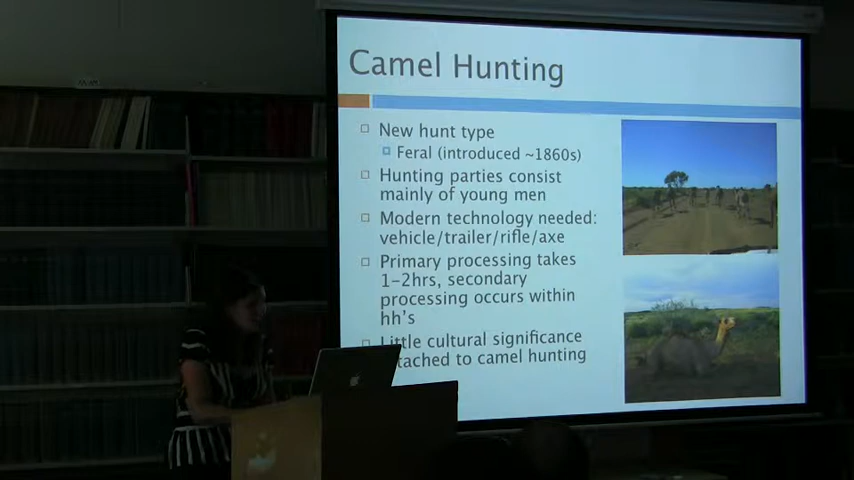 Camel Hunting
New hunt type
Feral (introduced ~1860s)
Hunting parties consist
mainly of young men
Modern technology needed:
vehicle/trailer/rifle/axe
Primary processing takes
1-2hrs, secondary
processing occurs within
hh's
Little cultural significance
ttached to camel hunting